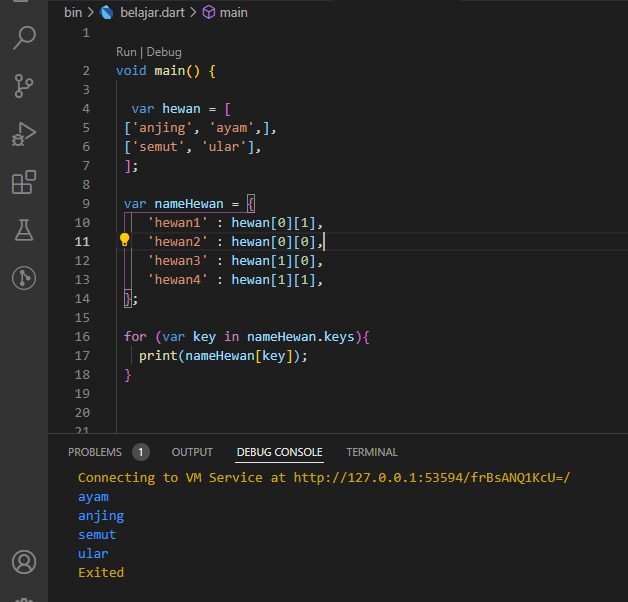 bin > belajar.dart > main
1
Run | Debug
2 void main() {
3
4 var hewan = [
5 ['anjing', 'ayam',],
6 ['semut', 'ular'],
7 ];
8
9 var nameHewan = {
10 'hewan1' : hewan[0][1],
11 'hewan2' : hewan[0][0],
12 'hewan3' : hewan[1][0],
13 'hewan4' : hewan[1][1],
14 };
15
16 for (var key in nameHewan.keys){
17 print(nameHewan[key]);
18 }
19
20
21
PROBLEMS 1 OUTPUT DEBUG CONSOLE TERMINAL
Connecting to VM Service at http://127.0.0.1:53594/frBsANQ1KcU=/
ayam
anjing
semut
ular
Exited